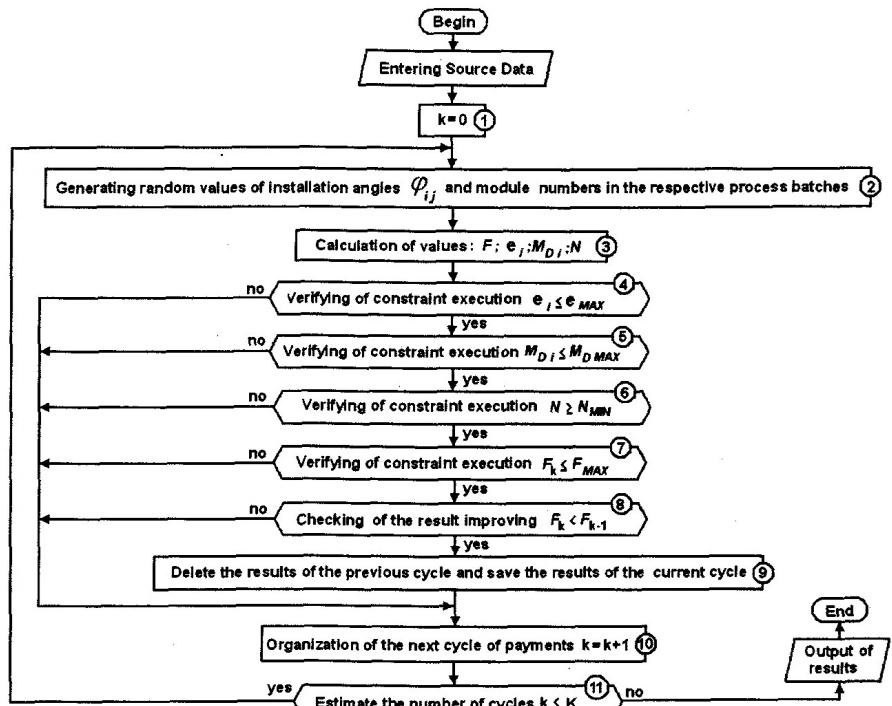 Begin
Entering Source Data
k=0 1
Generating random values of installation angles φij and module numbers in the respective process batches 2
Calculation of values: F; ei; MDi; N 3
no
Verifying of constraint execution ei ≤ eMAX 4
yes
no
Verifying of constraint execution MDi ≤ MDMAX 5
yes
no
Verifying of constraint execution N ≥ NMIN 6
yes
no
Verifying of constraint execution Fk ≤ FMAX 7
yes
no
Checking of the result improving Fk < Fk-1 8
yes
Delete the results of the previous cycle and save the results of the current cycle 9
End
Organization of the next cycle of payments k=k+1 10
Output of
results
yes
Estimate the number of cycles k ≤ K 11
no